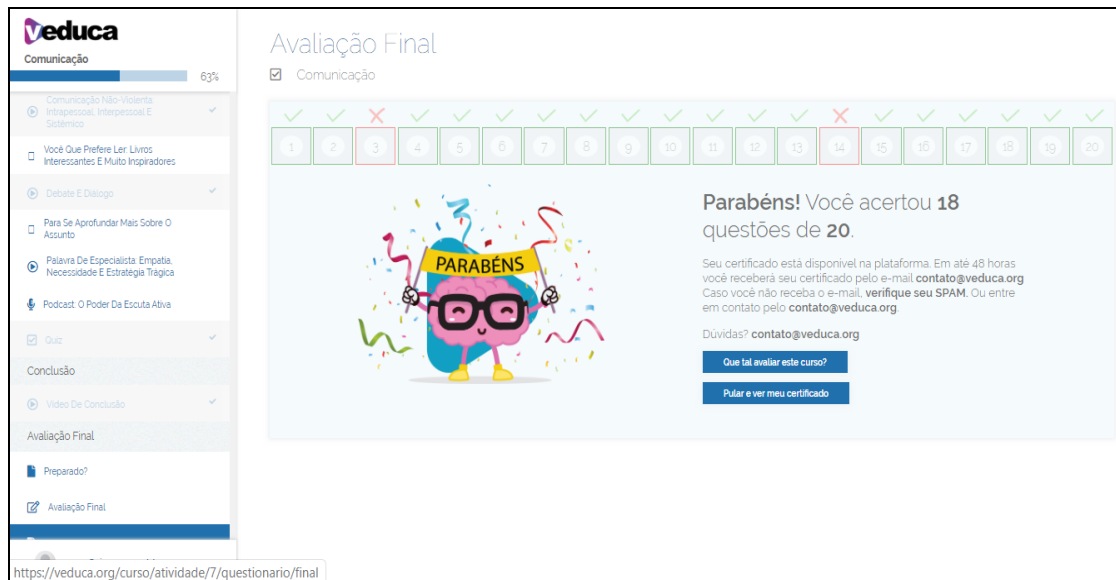 veduca
Comunicação
63%
Comunicação Não-Violenta:
Intrapessoal, Interpessoal E
Sistêmico
Você Que Prefere Ler: Livros
Interessantes E Muito Inspiradores
Debate E Diálogo
Para Se Aprofundar Mais Sobre O
Assunto
Palavra De Especialista: Empatia,
Necessidade E Estratégia Trágica
Podcast: O Poder Da Escuta Ativa
Quiz
Conclusão
Vídeo De Conclusão
Avaliação Final
Preparado?
Avaliação Final
https://veduca.org/curso/atividade/7/questionario/final
Avaliação Final
Comunicação
1 2 3 4 5 6 7 8 9 10 11 12 13 14 15 16 17 18 19 20
PARABÉNS
Parabéns! Você acertou 18
questões de 20.
Seu certificado está disponível na plataforma. Em até 48 horas
você receberá seu certificado pelo e-mail contato@veduca.org
Caso você não receba o e-mail, verifique seu SPAM. Ou entre
em contato pelo contato@veduca.org.
Dúvidas? contato@veduca.org
Que tal avaliar este curso?
Pular e ver meu certificado